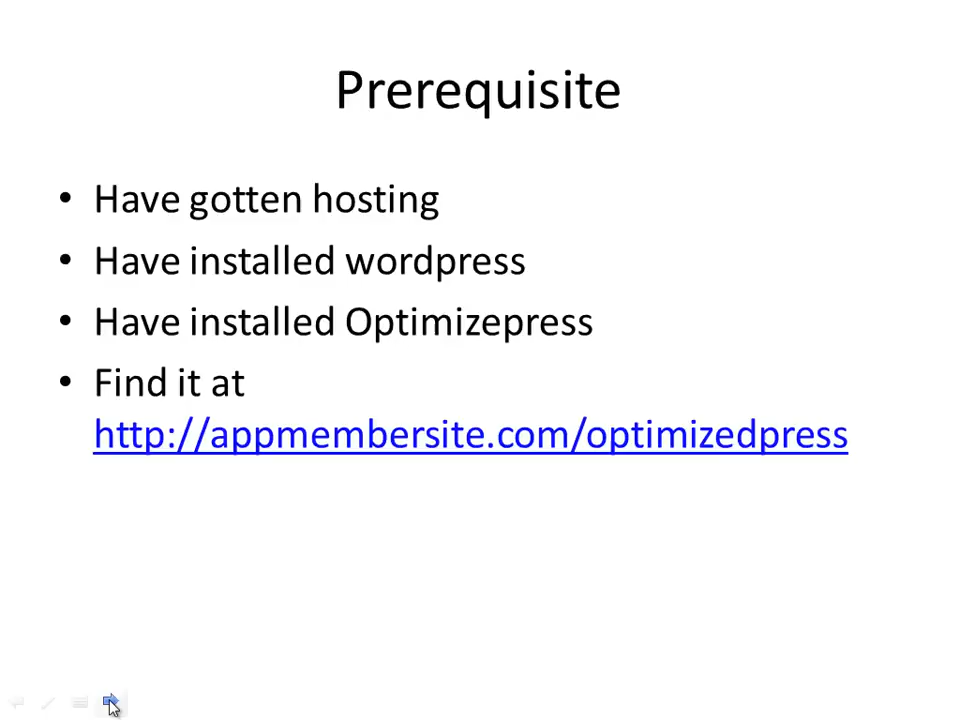 Prerequisite
• Have gotten hosting
• Have installed wordpress
• Have installed Optimizepress
• Find it at
http://appmembersite.com/optimizedpress